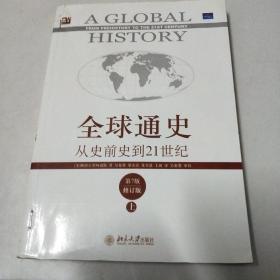 A GLOBAL
FROM PREHISTORY TO THE 21ST CENTURY
HISTORY
全球通史
从史前史到21世纪
第7版
修订版
上
北京大学出版社